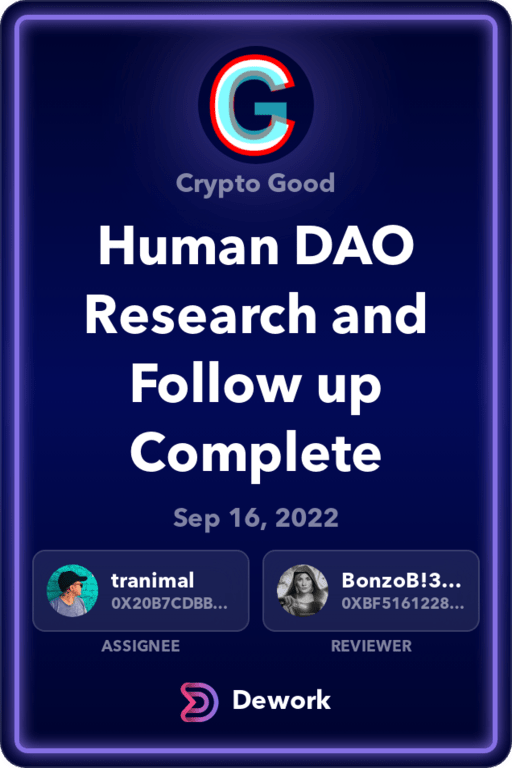 Crypto Good
Human DAO
Research and
Follow up
Complete
Sep 16, 2022
tranimal
0X20B7CDBB...
BonzoB!3...
0XBF5161228...
ASSIGNEE
REVIEWER
Dework